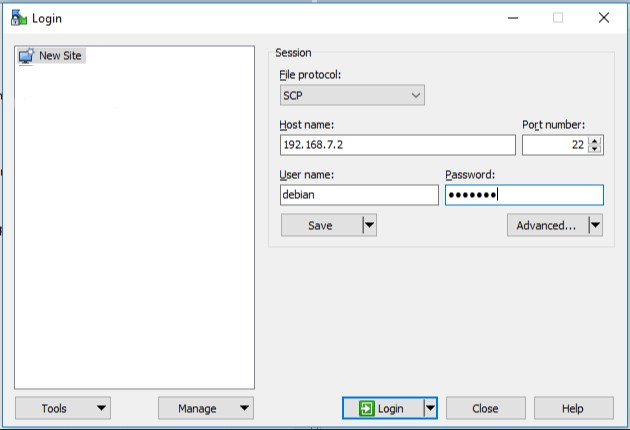 Login
New Site
Session
File protocol:
SCP
Host name:
Port number:
192.168.7.2
22
User name:
Password:
debian
•••••••
Save
Advanced...
Tools
Manage
Login
Close
Help